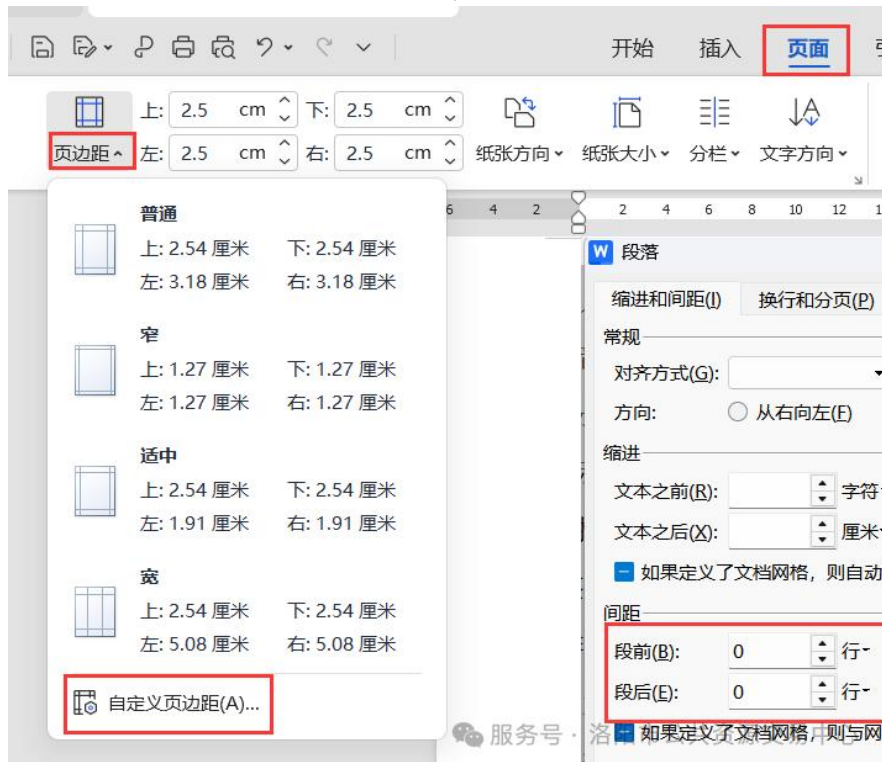 开始 插入 页面
上: 2.5 cm 下: 2.5 cm
页边距 左: 2.5 cm 右: 2.5 cm 纸张方向 纸张大小 分栏 文字方向
6 4 2 2 4 6 8 10 12 1
普通
上: 2.54 厘米 下: 2.54 厘米
左: 3.18 厘米 右: 3.18 厘米
窄
上: 1.27 厘米 下: 1.27 厘米
左: 1.27 厘米 右: 1.27 厘米
适中
上: 2.54 厘米 下: 2.54 厘米
左: 1.91 厘米 右: 1.91 厘米
宽
上: 2.54 厘米 下: 2.54 厘米
左: 5.08 厘米 右: 5.08 厘米
自定义页边距(A)...
W 段落
缩进和间距(I) 换行和分页(P)
常规
对齐方式(G):
方向: 从右向左(F)
缩进
文本之前(R): 字符
文本之后(X): 厘米
如果定义了文档网格，则自动
间距
段前(B): 0 行
段后(E): 0 行
如果定义了文档网格，则与网
服务号 · 洛阳市公共资源交易中心